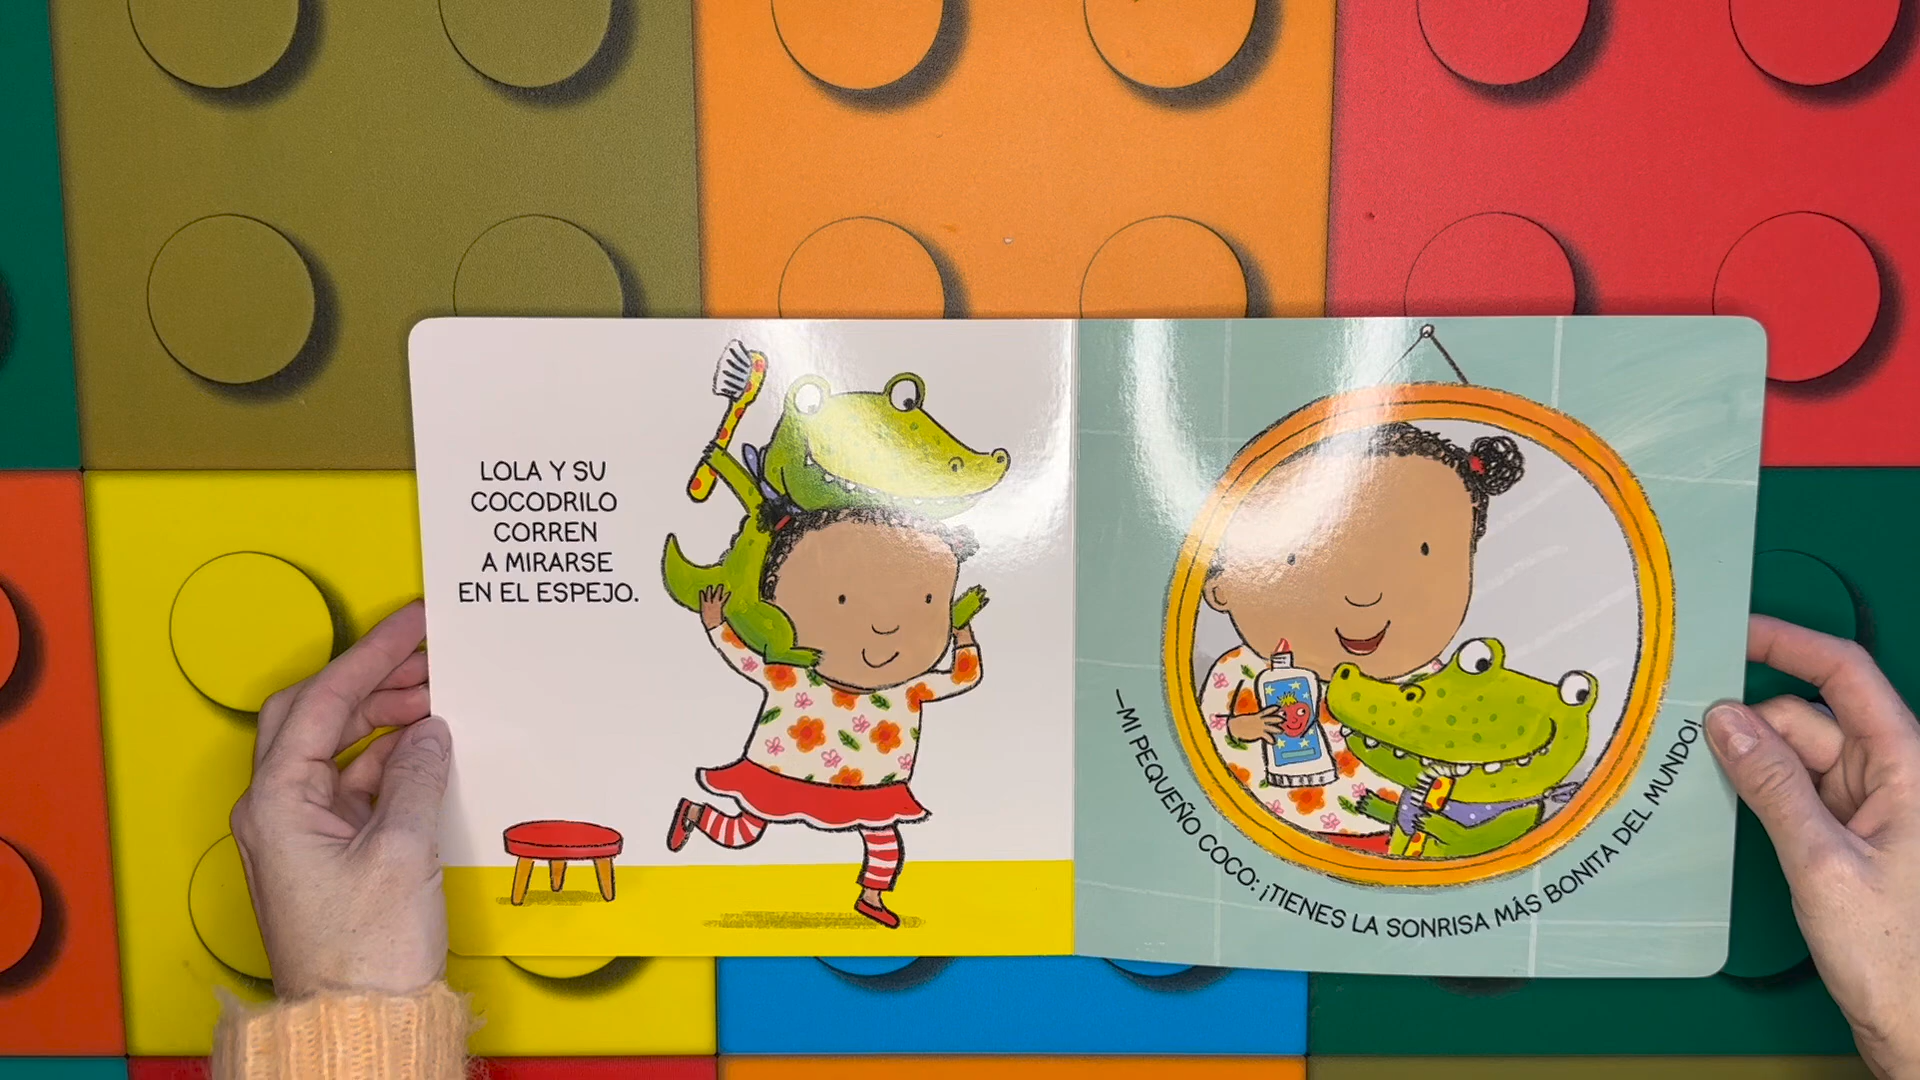 LOLA Y SU
COCODRILO
CORREN
A MIRARSE
EN EL ESPEJO.
—MI PEQUEÑO COCO: ¡TIENES LA SONRISA MÁS BONITA DEL MUNDO!